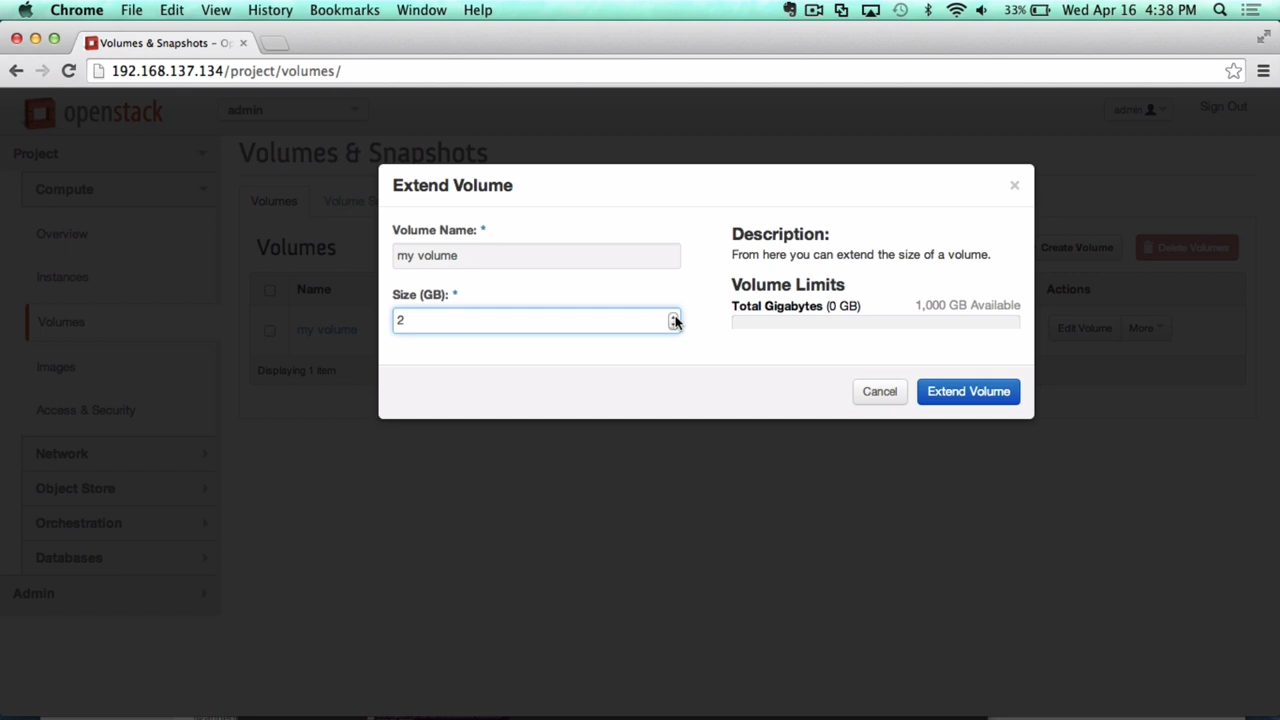 Chrome File Edit View History Bookmarks Window Help 33% Wed Apr 16 4:38 PM
Volumes & Snapshots - O
192.168.137.134/project/volumes/
openstack admin admin Sign Out
Project
Volumes & Snapshots
Compute
Volumes Volume S
Overview
Volumes Create Volume Delete Volumes
Instances
Name Actions
Volumes
my volume Edit Volume More
Images
Displaying 1 item
Access & Security
Network
Object Store
Orchestration
Databases
Admin
Extend Volume ×
Volume Name: *
my volume
Size (GB): *
2
Description:
From here you can extend the size of a volume.
Volume Limits
Total Gigabytes (0 GB) 1,000 GB Available
Cancel Extend Volume